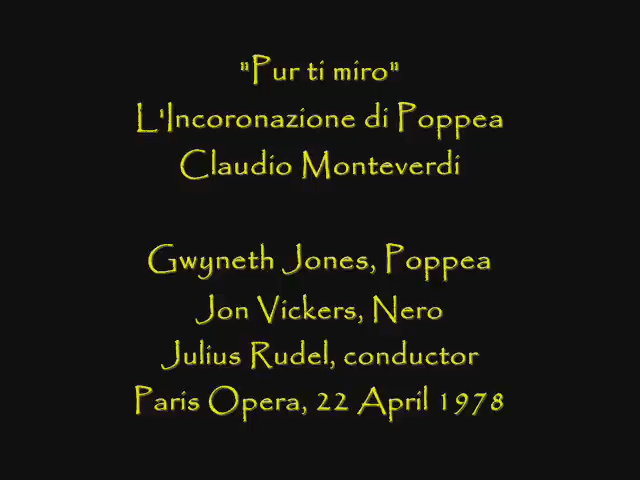 "Pur ti miro"
L'Incoronazione di Poppea
Claudio Monteverdi
Gwyneth Jones, Poppea
Jon Vickers, Nero
Julius Rudel, conductor
Paris Opera, 22 April 1978